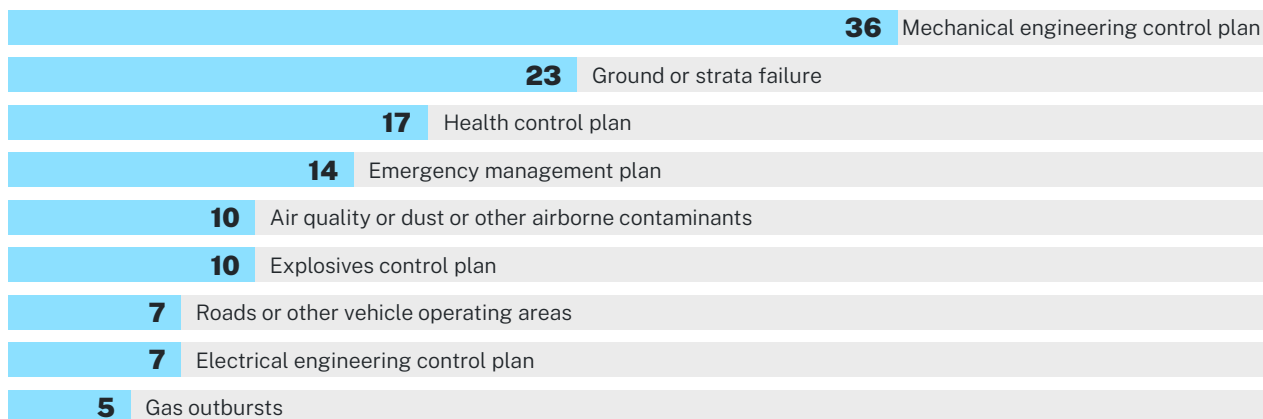 36 Mechanical engineering control plan
23 Ground or strata failure
17 Health control plan
14 Emergency management plan
10 Air quality or dust or other airborne contaminants
10 Explosives control plan
7 Roads or other vehicle operating areas
7 Electrical engineering control plan
5 Gas outbursts